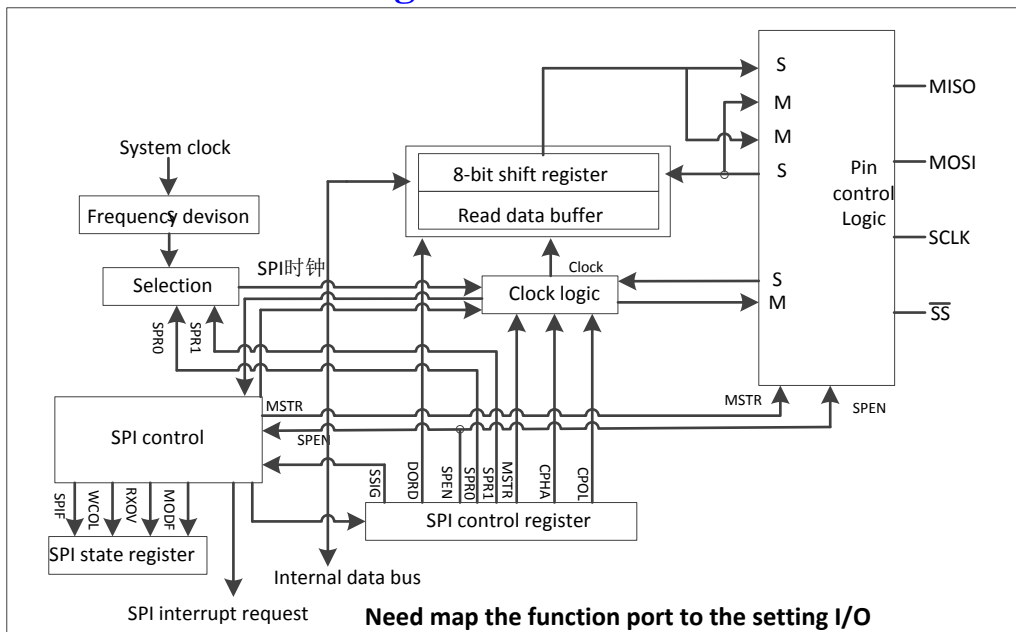 S
MISO
M
M
MOSI
System clock
8-bit shift register
S
Pin
control
Logic
Frequency devison
s
Read data buffer
SCLK
SPI时钟
Clock
S
Selection
Clock logic
M
SS
SPR0
SPR1
MSTR
MSTR
SPEN
SPI control
SPEN
SSIG
DORD
SPEN
SPR0
SPR1
MSTR
CPHA
CPOL
SPIF
WCOL
RXOV
MODF
SPI control register
SPI state register
Internal data bus
SPI interrupt request
Need map the function port to the setting I/O